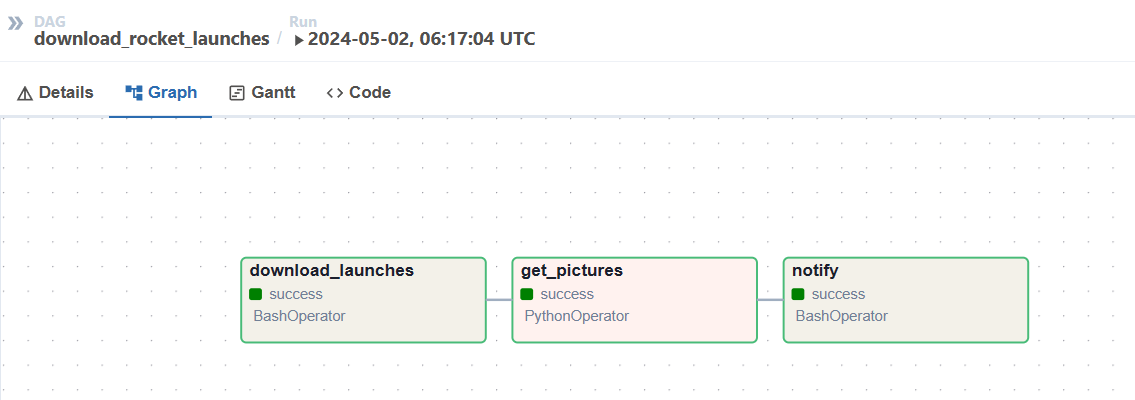 DAG
Run
download_rocket_launches / 2024-05-02, 06:17:04 UTC
Details Graph Gantt Code
download_launches
success
BashOperator
get_pictures
success
PythonOperator
notify
success
BashOperator